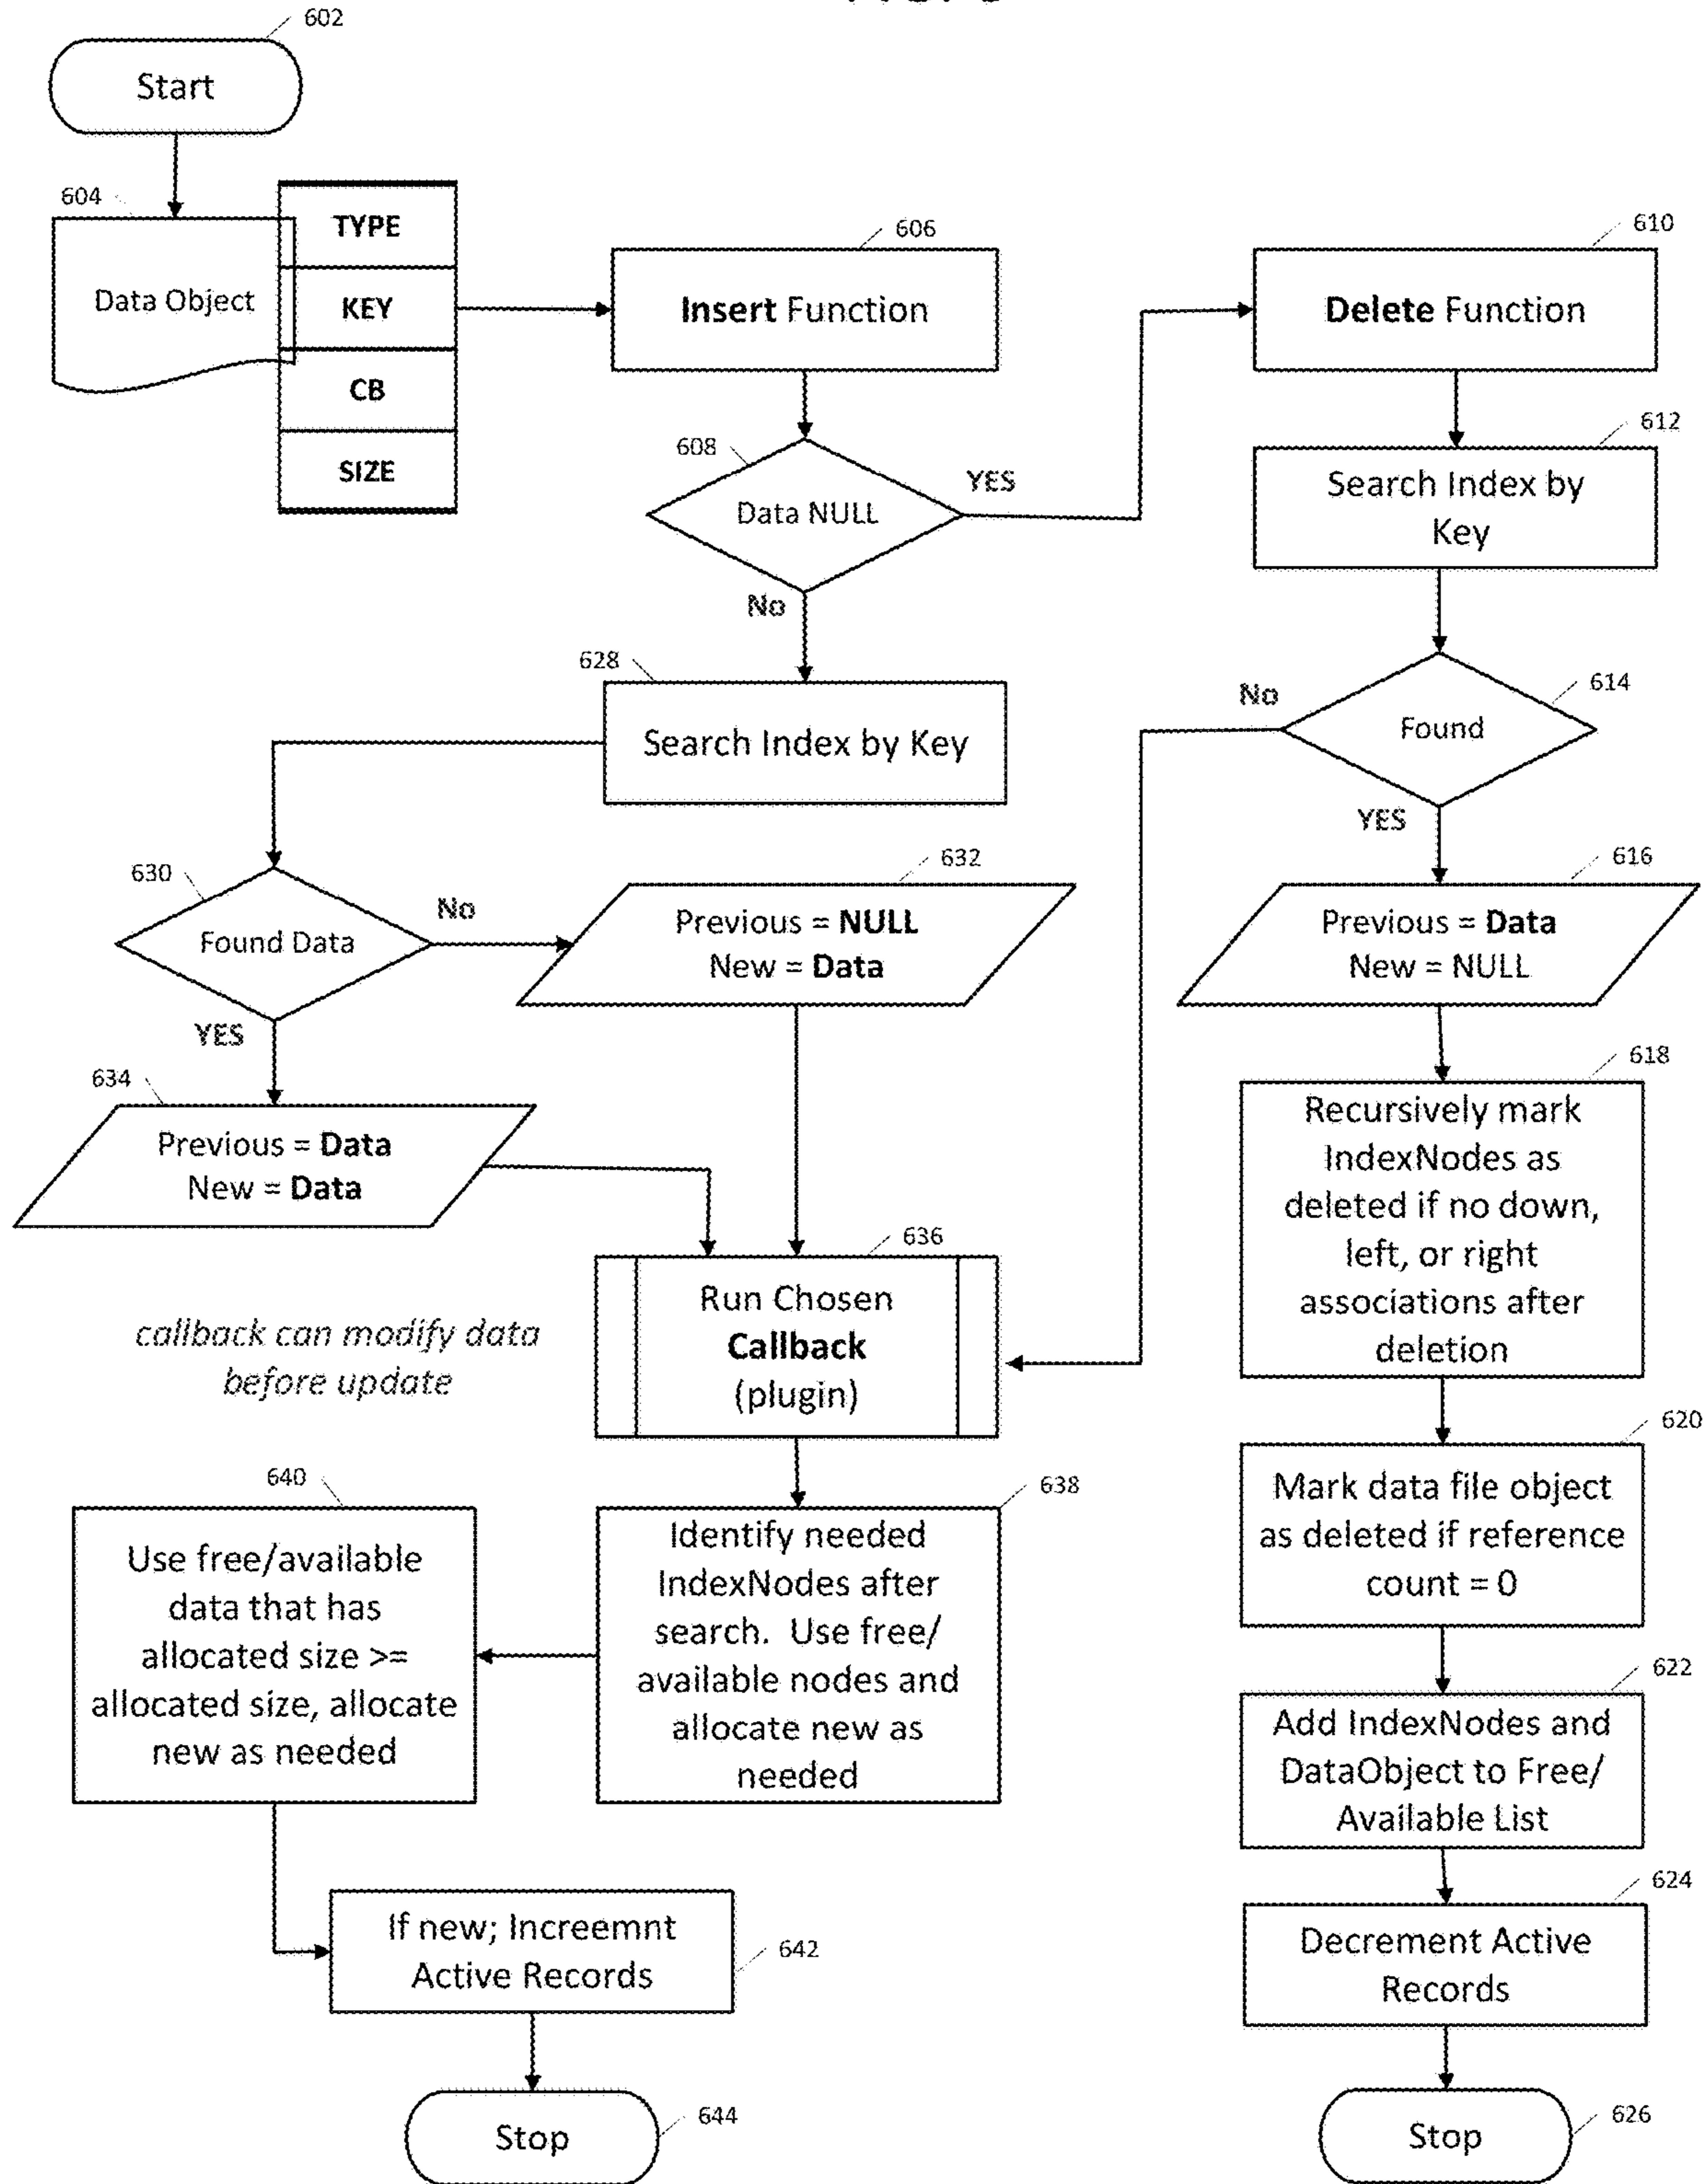 602
Start
604
Data Object
TYPE
KEY
CB
SIZE
606
Insert Function
608
Data NULL
YES
No
610
Delete Function
612
Search Index by
Key
614
Found
No
YES
616
Previous = Data
New = NULL
618
Recursively mark
IndexNodes as
deleted if no down,
left, or right
associations after
deletion
620
Mark data file object
as deleted if reference
count = 0
622
Add IndexNodes and
DataObject to Free/
Available List
624
Decrement Active
Records
626
Stop
628
Search Index by Key
630
Found Data
No
YES
632
Previous = NULL
New = Data
634
Previous = Data
New = Data
callback can modify data
before update
636
Run Chosen
Callback
(plugin)
638
Identify needed
IndexNodes after
search. Use free/
available nodes and
allocate new as
needed
640
Use free/available
data that has
allocated size >=
allocated size, allocate
new as needed
642
If new; Increemnt
Active Records
644
Stop